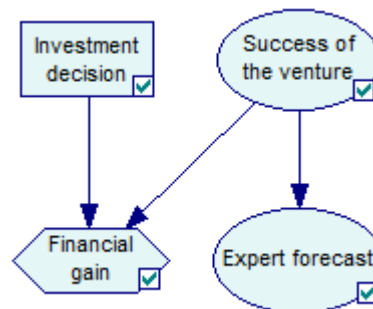 Investment
decision
Success of
the venture
Financial
gain
Expert forecast